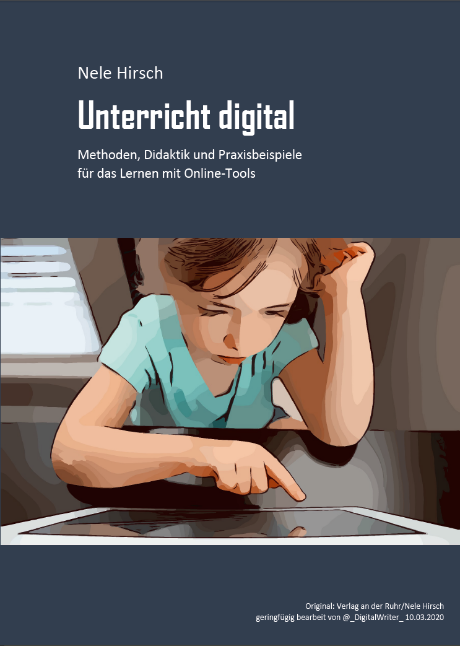 Nele Hirsch
Unterricht digital
Methoden, Didaktik und Praxisbeispiele
für das Lernen mit Online-Tools
Original: Verlag an der Ruhr/Nele Hirsch
geringfügig bearbeit von @_DigitalWriter_ 10.03.2020